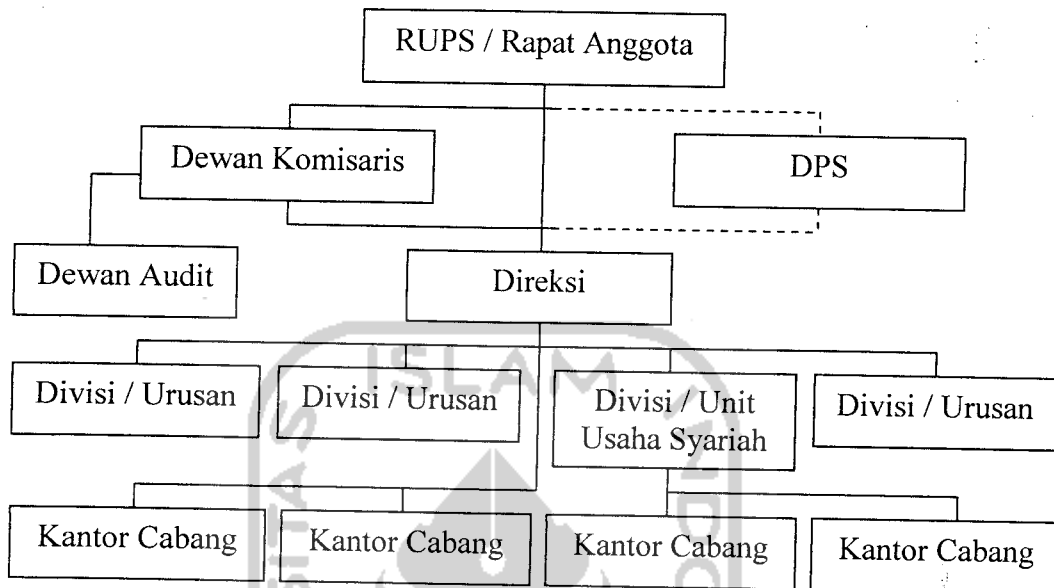 RUPS / Rapat Anggota
Dewan Komisaris
DPS
Dewan Audit
Direksi
Divisi / Urusan
Divisi / Urusan
Divisi / Unit
Usaha Syariah
Divisi / Urusan
Kantor Cabang
Kantor Cabang
Kantor Cabang
Kantor Cabang
ISLAM